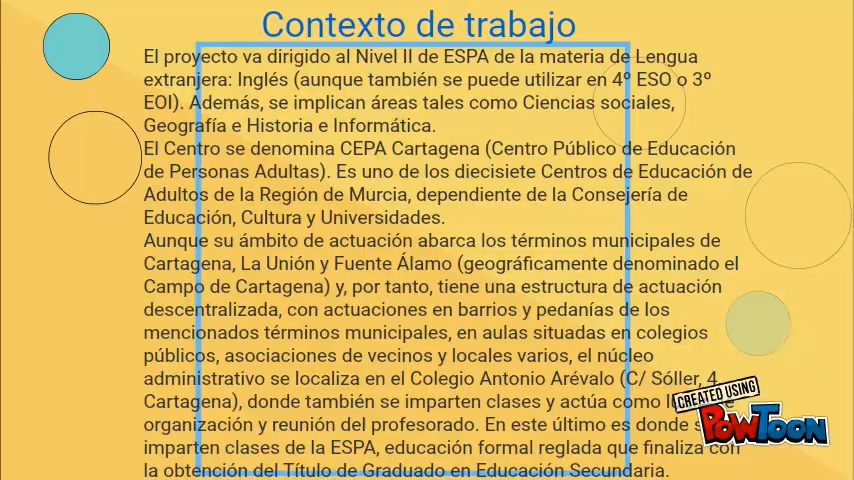 Contexto de trabajo
El proyecto va dirigido al Nivel II de ESPA de la materia de Lengua
extranjera: Inglés (aunque también se puede utilizar en 4º ESO o 3º
EOI). Además, se implican áreas tales como Ciencias sociales,
Geografía e Historia e Informática.
El Centro se denomina CEPA Cartagena (Centro Público de Educación
de Personas Adultas). Es uno de los diecisiete Centros de Educación de
Adultos de la Región de Murcia, dependiente de la Consejería de
Educación, Cultura y Universidades.
Aunque su ámbito de actuación abarca los términos municipales de
Cartagena, La Unión y Fuente Álamo (geográficamente denominado el
Campo de Cartagena) y, por tanto, tiene una estructura de actuación
descentralizada, con actuaciones en barrios y pedanías de los
mencionados términos municipales, en aulas situadas en colegios
públicos, asociaciones de vecinos y locales varios, el núcleo
administrativo se localiza en el Colegio Antonio Arévalo (C/ Sóller, 4
Cartagena), donde también se imparten clases y actúa como
organización y reunión del profesorado. En este último es donde
imparten clases de la ESPA, educación formal reglada que finaliza con
la obtención del Título de Graduado en Educación Secundaria.
CREATED USING
POWTOON